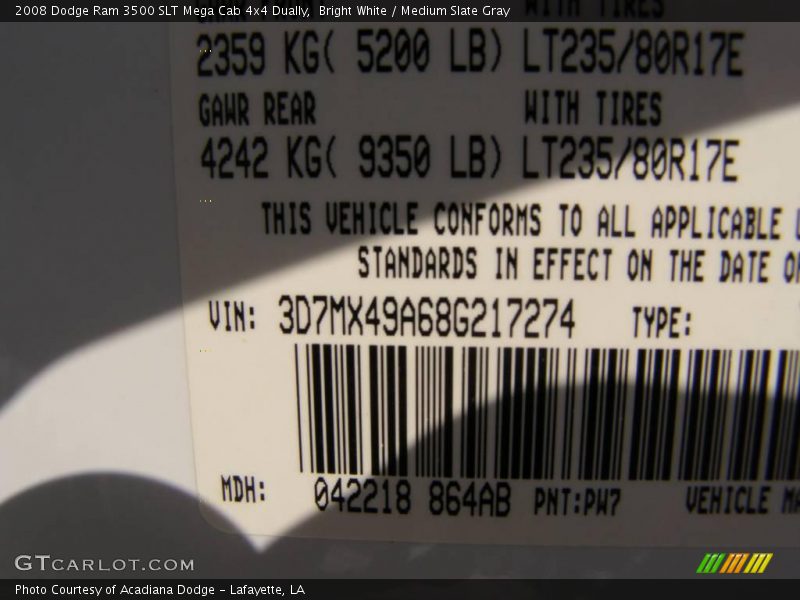 2008 Dodge Ram 3500 SLT Mega Cab 4x4 Dually, Bright White / Medium Slate Gray
WITH TIRES
2359 KG( 5200 LB) LT235/80R17E
GAWR REAR WITH TIRES
4242 KG( 9350 LB) LT235/80R17E
THIS VEHICLE CONFORMS TO ALL APPLICABLE
STANDARDS IN EFFECT ON THE DATE
VIN: 3D7MX49A68G217274 TYPE:
MDH: 042218 864AB PNT:PW7 VEHICLE
GTCARLOT.COM
Photo Courtesy of Acadiana Dodge - Lafayette, LA